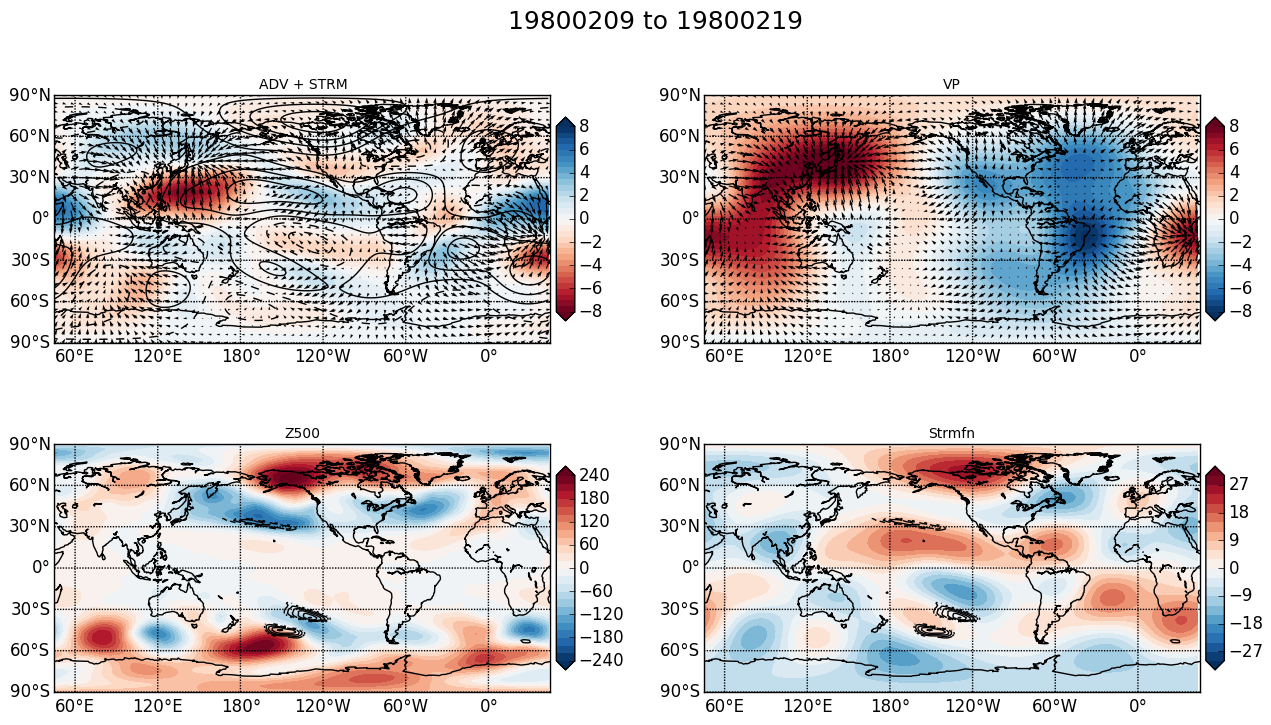 19800209 to 19800219
ADV + STRM
90°N
60°N
30°N
0°
30°S
60°S
90°S
60°E 120°E 180° 120°W 60°W 0°
8
6
4
2
0
−2
−4
−6
−8
VP
90°N
60°N
30°N
0°
30°S
60°S
90°S
60°E 120°E 180° 120°W 60°W 0°
8
6
4
2
0
−2
−4
−6
−8
Z500
90°N
60°N
30°N
0°
30°S
60°S
90°S
60°E 120°E 180° 120°W 60°W 0°
240
180
120
60
0
−60
−120
−180
−240
Strmfn
90°N
60°N
30°N
0°
30°S
60°S
90°S
60°E 120°E 180° 120°W 60°W 0°
27
18
9
0
−9
−18
−27